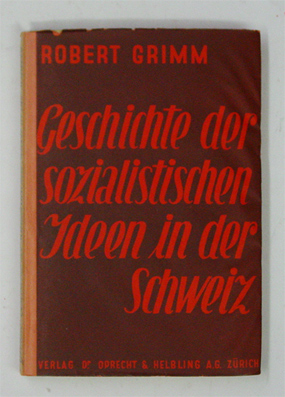 ROBERT GRIMM
Geschichte der
sozialistischen
Ideen in der
Schweiz
VERLAG Dr OPRECHT & HELBLING A.G. ZÜRICH